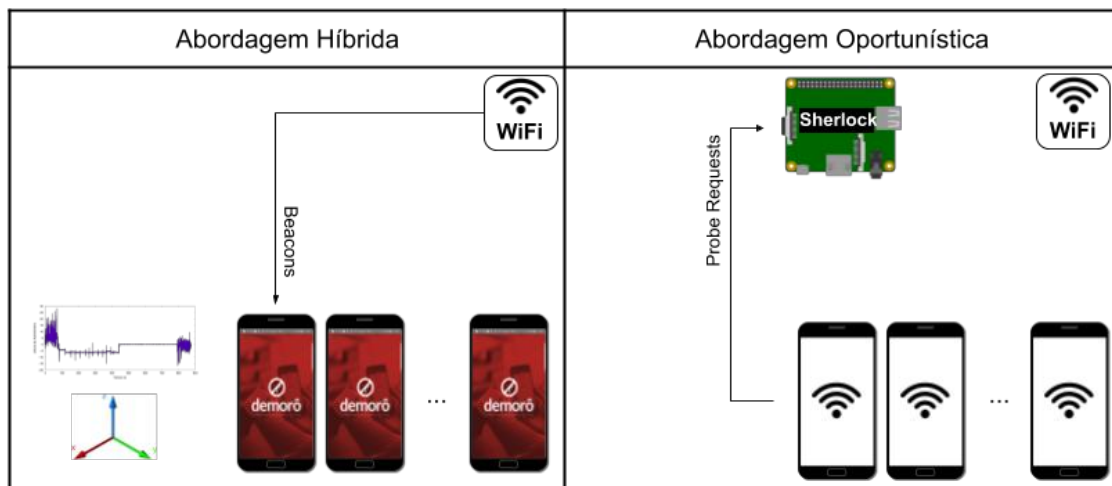 Abordagem Híbrida
Abordagem Oportunística
WiFi
Beacons
demorô
demorô
...
demorô
Sherlock
WiFi
Probe Requests
...